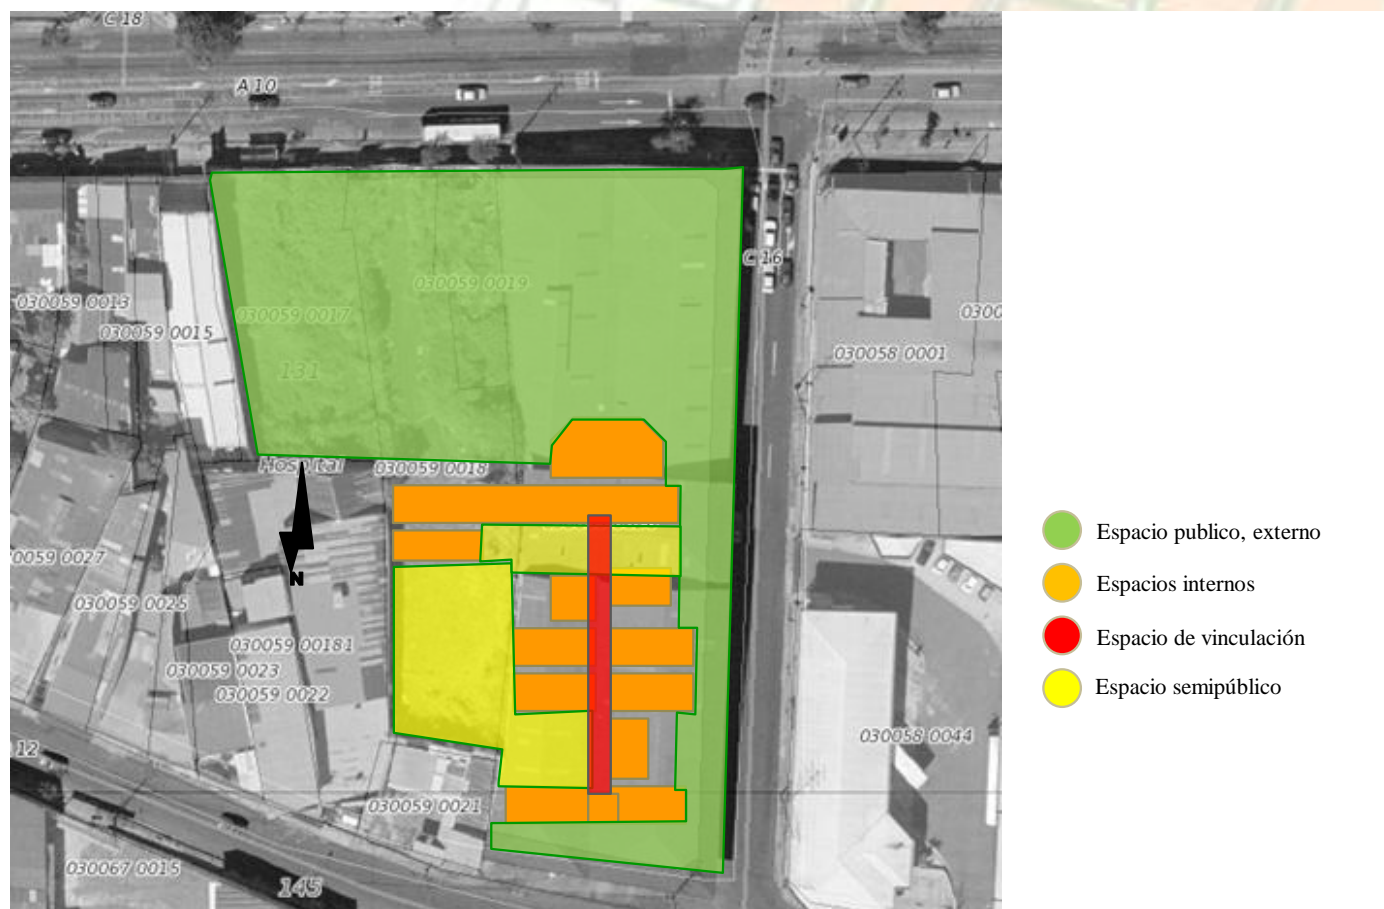 C 18
A 10
C 16
030059 0013
030059 0015
030059 0017
030059 0019
131
030058 0001
0300
Hospital
030059 0018
0059 0027
030059 0025
030059 00181
030059 0023
030059 0022
12
030059 0021
030058 0044
030067 0015
145
N
Espacio publico, externo
Espacios internos
Espacio de vinculación
Espacio semipúblico